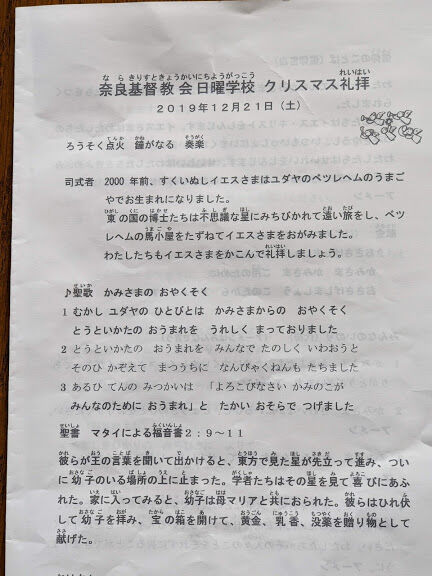 奈良基督教会日曜学校 クリスマス礼拝
2019年12月21日（土）
ろうそく点火 鐘がなる 奏楽
司式者 2000年前、すくいぬしイエスさまはユダヤのベツレヘムのうまご
やでお生まれになりました。
東の国の博士たちは不思議な星にみちびかれて遠い旅をし、ベツ
レヘムの馬小屋をたずねてイエスさまをおがみました。
わたしたちもイエスさまをかこんで礼拝しましょう。
♪聖歌 かみさまの おやくそく
1 むかし ユダヤの ひとびとは かみさまからの おやくそく
とうといかたの おうまれを うれしく まっておりました
2 とうといかたの おうまれを みんなで たのしく いわおうと
そのひ かぞえて まつうちに なんびゃくねんも たちました
3 あるひ てんの みつかいは 「よろこびなさい かみのこが
みんなのために おうまれ」と たかい おそらで つげました
聖書 マタイによる福音書2：9～11
彼らが王の言葉を聞いて出かけると、東方で見た星が先立って進み、つい
に幼子のいる場所の上に止まった。学者たちはその星を見て喜びにあふ
れた。家に入ってみると、幼子は母マリアと共におられた。彼らはひれ伏
して幼子を拝み、宝の箱を開けて、黄金、乳香、没薬を贈り物として
献げた。